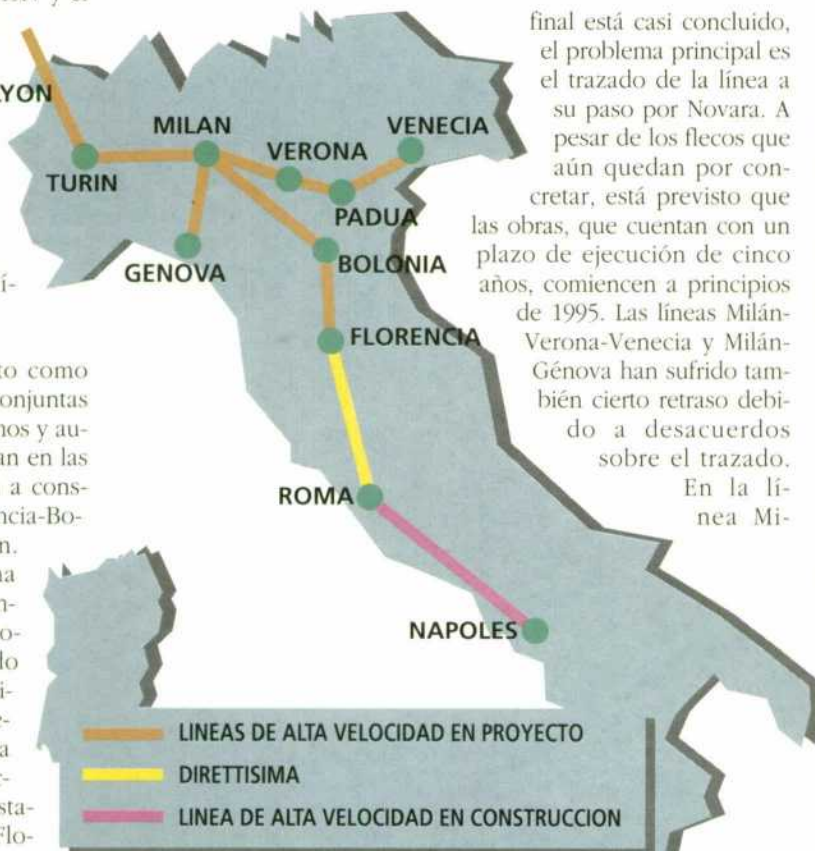 YON
TURIN
MILAN
VERONA
VENECIA
PADUA
GENOVA
BOLONIA
FLORENCIA
ROMA
NAPOLES
LINEAS DE ALTA VELOCIDAD EN PROYECTO
DIRETTISIMA
LINEA DE ALTA VELOCIDAD EN CONSTRUCCION
to como
onjuntas
nos y au-
an en las
a cons-
ncia-Bo-
n.
na
n-
o-
do
i-
e-
a
r-
sta-
Flo-
final está casi concluido,
el problema principal es
el trazado de la línea a
su paso por Novara. A
pesar de los flecos que
aún quedan por con-
cretar, está previsto que
las obras, que cuentan con un
plazo de ejecución de cinco
años, comiencen a principios
de 1995. Las líneas Milán-
Verona-Venecia y Milán-
Génova han sufrido tam-
bién cierto retraso debi-
do a desacuerdos
sobre el trazado.
En la lí-
nea Mi-